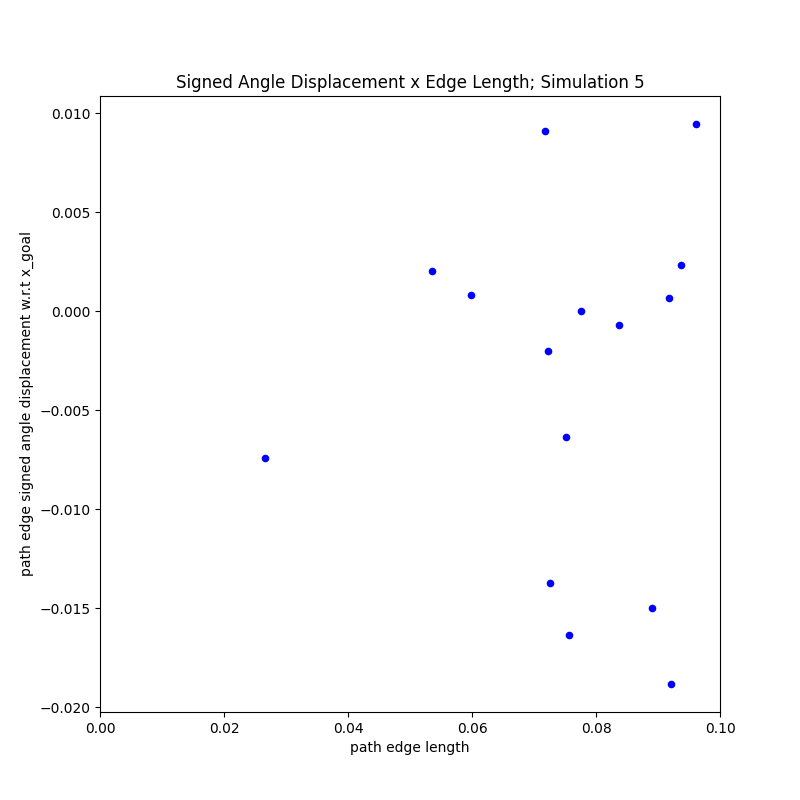 Signed Angle Displacement x Edge Length; Simulation 5
path edge signed angle displacement w.r.t x_goal
0.010
0.005
0.000
−0.005
−0.010
−0.015
−0.020
0.00 0.02 0.04 0.06 0.08 0.10
path edge length